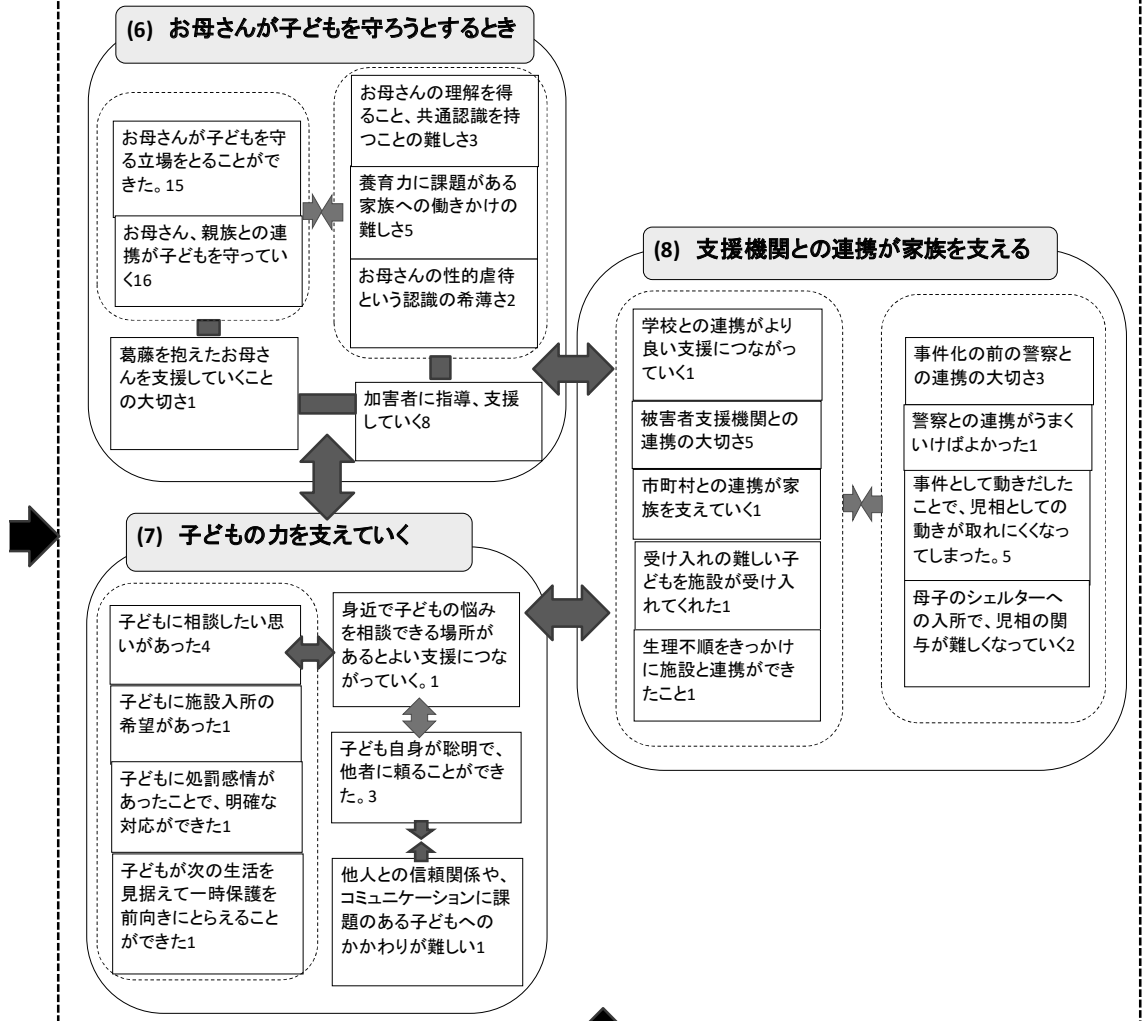 (6) お母さんが子どもを守ろうとするとき
お母さんが子どもを守
る立場をとることがで
きた。15
お母さん、親族との連
携が子どもを守ってい
く16
お母さんの理解を得
ること、共通認識を持
つことの難しさ3
養育力に課題がある
家族への働きかけの
難しさ5
お母さんの性的虐待
という認識の希薄さ2
葛藤を抱えたお母さ
んを支援していくこと
の大切さ1
加害者に指導、支援
していく8
(7) 子どもの力を支えていく
子どもに相談したい思
いがあった4
子どもに施設入所の
希望があった1
子どもに処罰感情が
あったことで、明確な
対応ができた1
子どもが次の生活を
見据えて一時保護を
前向きにとらえること
ができた1
身近で子どもの悩み
を相談できる場所が
あるとよい支援につな
がっていく。1
子ども自身が聡明で、
他者に頼ることができ
た。3
他人との信頼関係や、
コミュニケーションに課
題のある子どもへの
かかわりが難しい1
(8) 支援機関との連携が家族を支える
学校との連携がより
良い支援につながっ
ていく1
被害者支援機関との
連携の大切さ5
市町村との連携が家
族を支えていく1
受け入れの難しい子
どもを施設が受け入
れてくれた1
生理不順をきっかけ
に施設と連携ができ
たこと1
事件化の前の警察と
の連携の大切さ3
警察との連携がうまく
いけばよかった1
事件として動きだした
ことで、児相としての
動きが取れにくくなっ
てしまった。5
母子のシェルターへ
の入所で、児相の関
与が難しくなっていく2